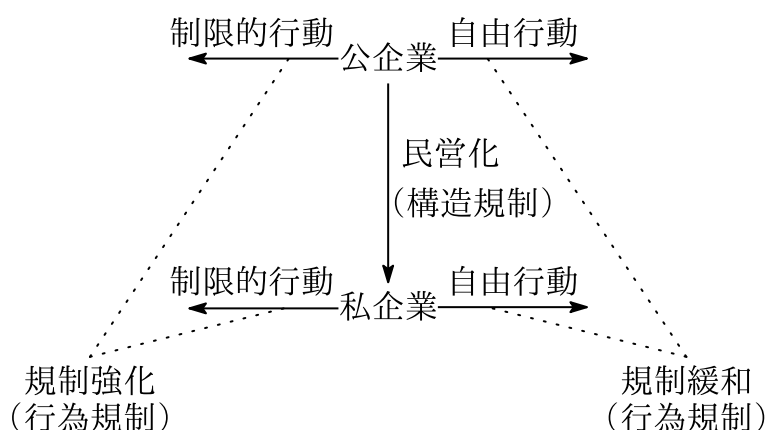 制限的行動
自由行動
公企業
民営化
（構造規制）
制限的行動
自由行動
私企業
規制強化
（行為規制）
規制緩和
（行為規制）